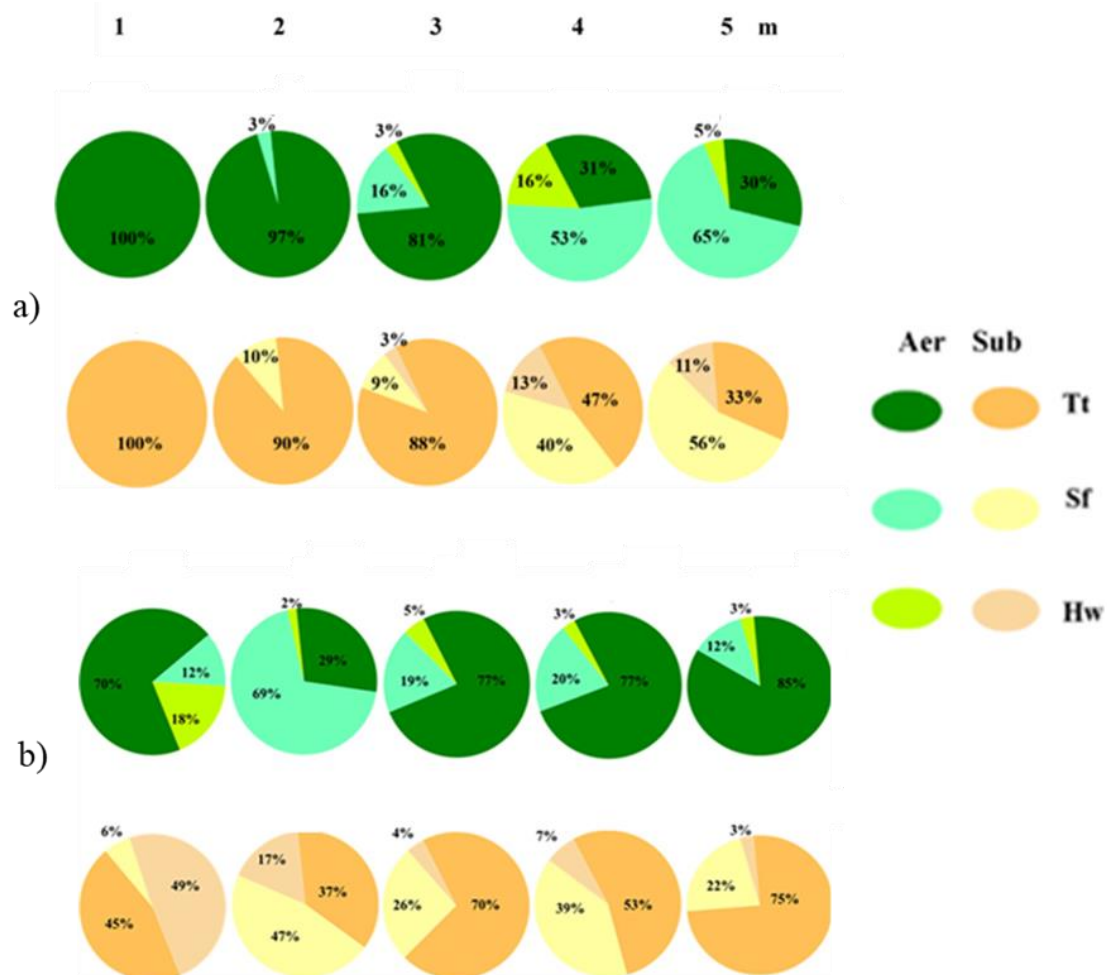 1 2 3 4 5 m
3% 3% 5%
16% 31% 30%
16%
100% 97% 81% 53% 65%
a)
10% 3% 11%
9% 13% 47% 33%
100% 90% 88% 40% 56%
Aer Sub
Tt
Sf
Hw
2% 5% 3% 3%
70% 12% 29% 12%
18% 69% 19% 77% 20% 77% 85%
b)
6% 4% 7% 3%
49% 17% 37%
45% 47% 26% 70% 39% 53% 22% 75%